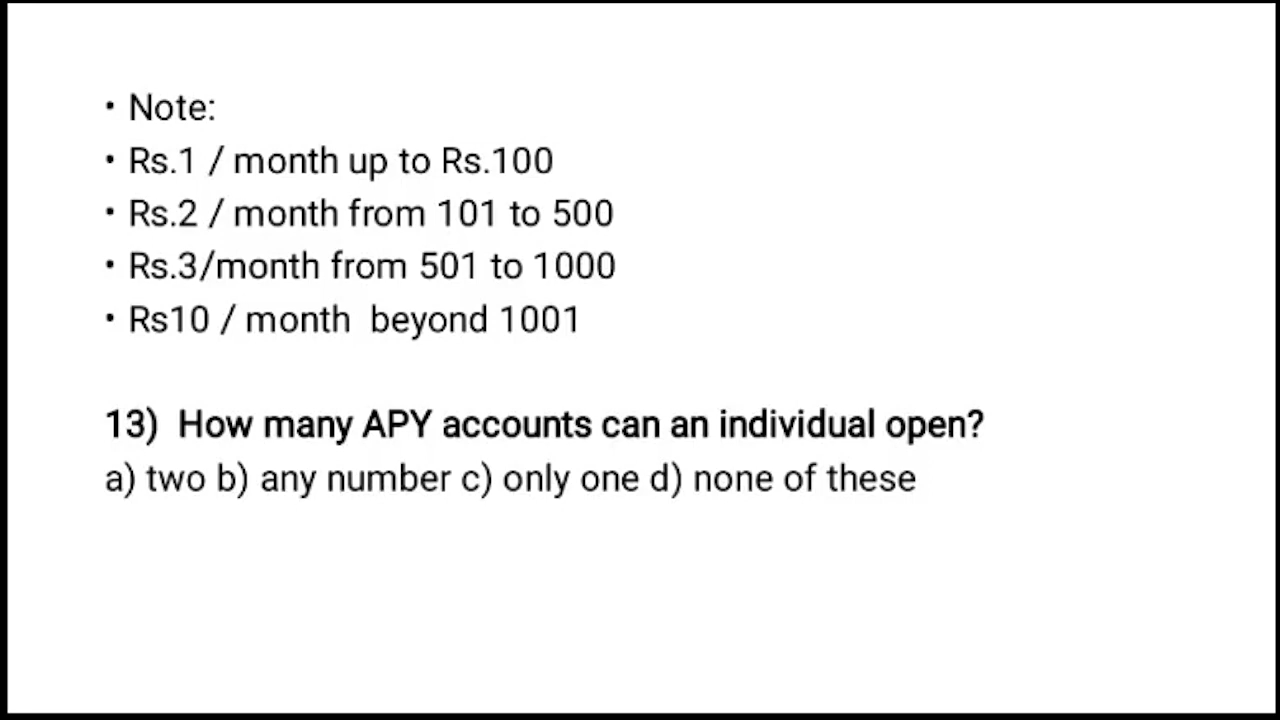 • Note:
• Rs.1 / month up to Rs.100
• Rs.2 / month from 101 to 500
• Rs.3/month from 501 to 1000
• Rs10 / month  beyond 1001
13)  How many APY accounts can an individual open?
a) two b) any number c) only one d) none of these